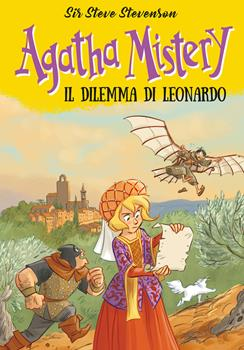 Sir Steve Stevenson
Agatha Mistery
IL DILEMMA DI LEONARDO